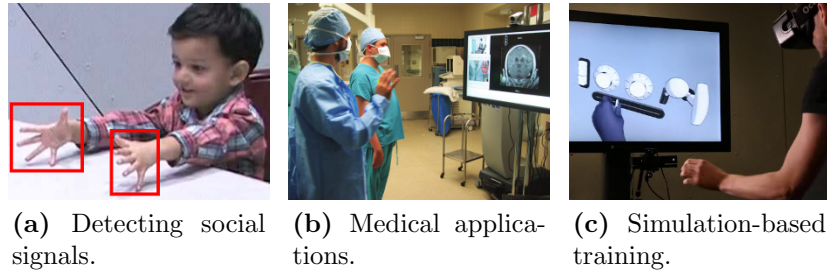 (a) Detecting social
signals.
(b) Medical applica-
tions.
(c) Simulation-based
training.